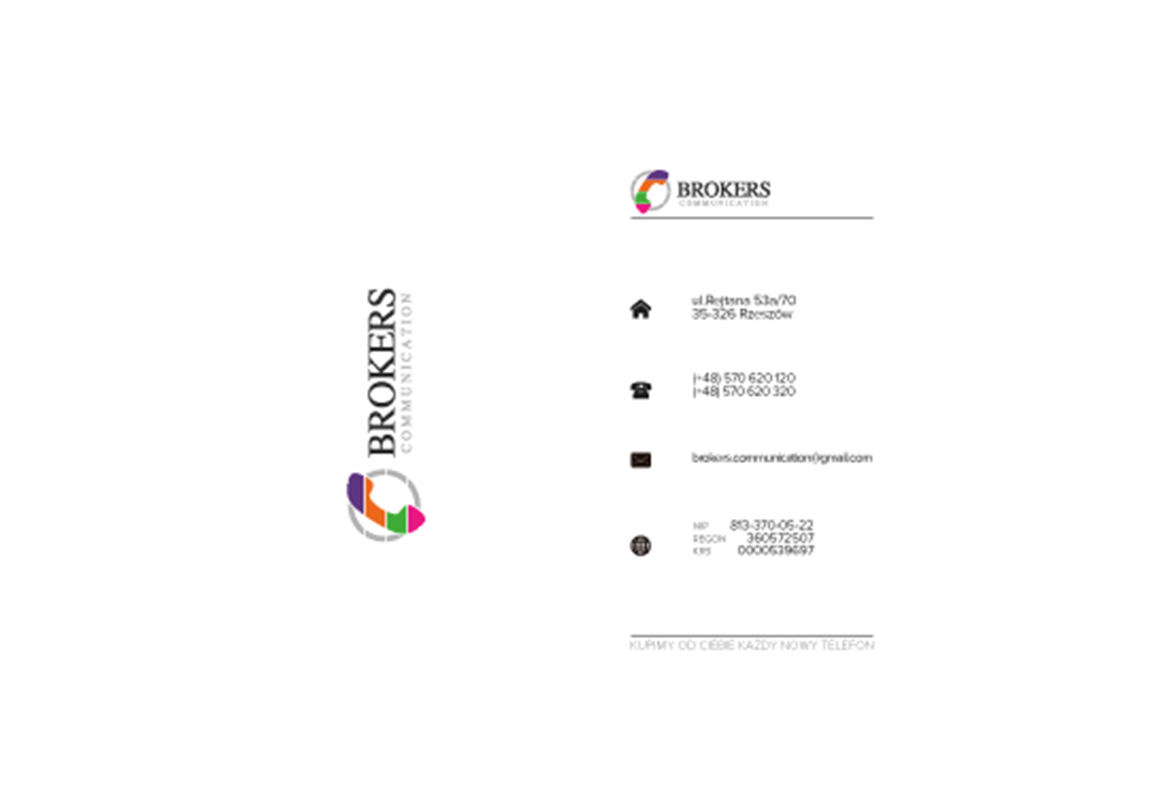 BROKERS
COMMUNICATION
BROKERS
COMMUNICATION
ul.Rejtana 53a/70
35-326 Rzeszów
(+48) 570 620 120
(+48) 570 620 320
brokers.communication@gmail.com
NIP 813-370-05-22
REGON 360572507
KRS 0000539697
KUPIMY OD CIEBIE KAŻDY NOWY TELEFON